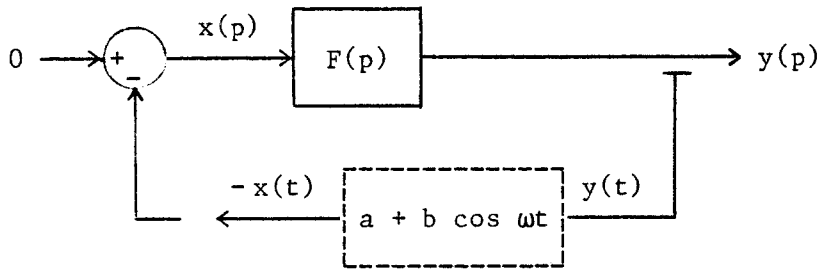 x(p)
0
+
-
F(p)
y(p)
- x(t)
a + b cos ωt
y(t)